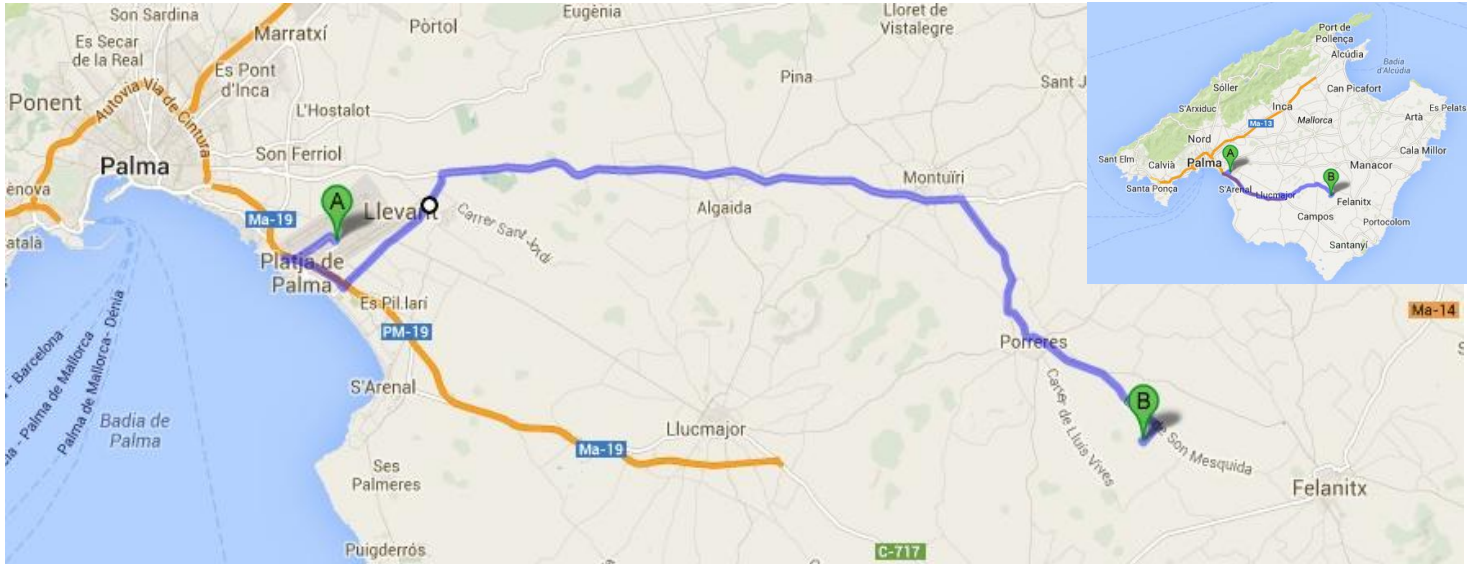 Son Sardina
Pòrtol
Eugènia
Lloret de
Vistalegre
Marratxí
Es Secar
de la Real
Es Pont
d'Inca
Pina
Sant J
Ponent
Autovia Via de Cintura
L'Hostalot
Palma
Son Ferriol
Montuïri
A
Llevant
Algaida
Carrer Sant Jordi
Ma-19
Platja de
Palma
Es Pil.larí
PM-19
Ma-14
Porreres
S'Arenal
Carrer de Lluis Vives
B
Badia de
Palma
- Barcelona
- Palma de Mallorca
Palma de Mallorca - Dénia
Llucmajor
Ma-19
Son Mesquida
Ses
Palmeres
Felanitx
Puigderrós
C-717
Port de
Pollença
Alcúdia
Badia
d'Alcúdia
Sóller
Can Picafort
S'Arxiduc
Inca
Mallorca
Artà
Es Pelats
Ma-13
Nord
Cala Millor
Sant Elm
Calvià
Palma
A
Manacor
Santa Ponça
S'Arenal
Llucmajor
B
Felanitx
Campos
Portocolom
Santanyí